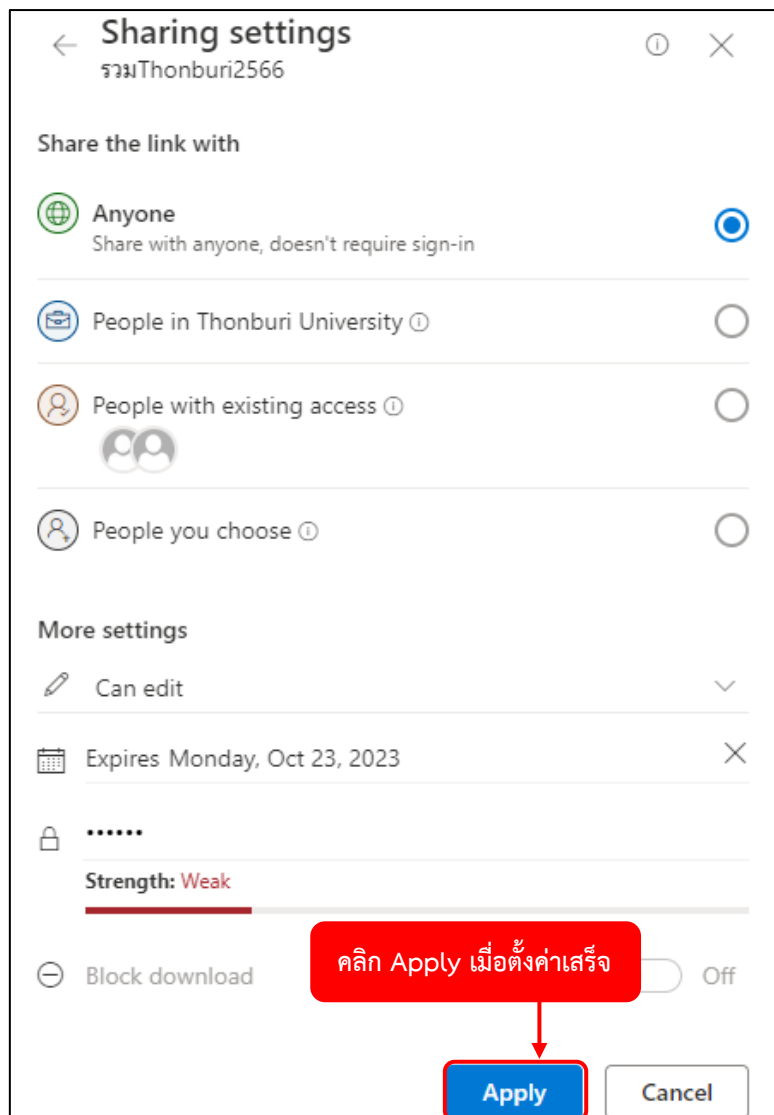 Sharing settings
รวมThonburi2566
Share the link with
Anyone
Share with anyone, doesn't require sign-in
People in Thonburi University
People with existing access
People you choose
More settings
Can edit
Expires Monday, Oct 23, 2023
••••••
Strength: Weak
Block download
คลิก Apply เมื่อตั้งค่าเสร็จ
Off
Apply
Cancel